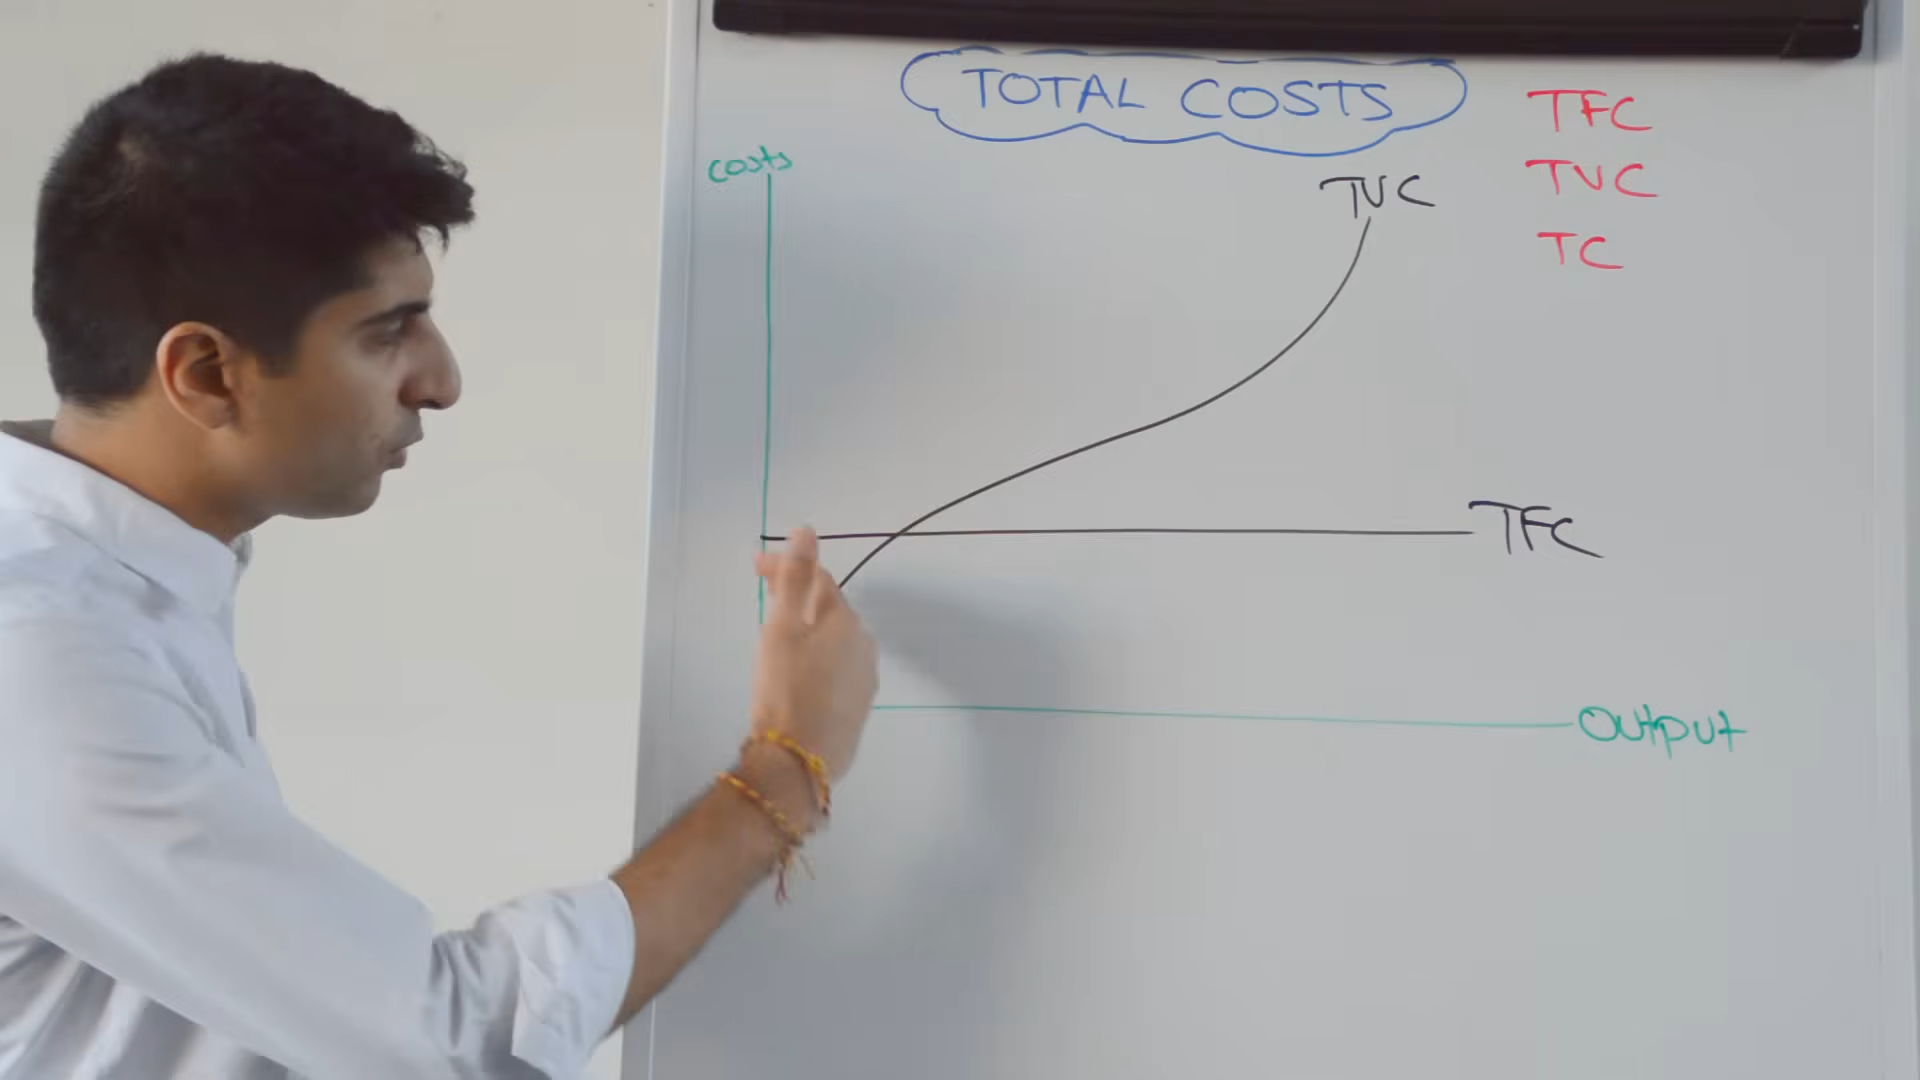 TOTAL COSTS
TFC
TVC
TC
costs
TVC
TFC
Output